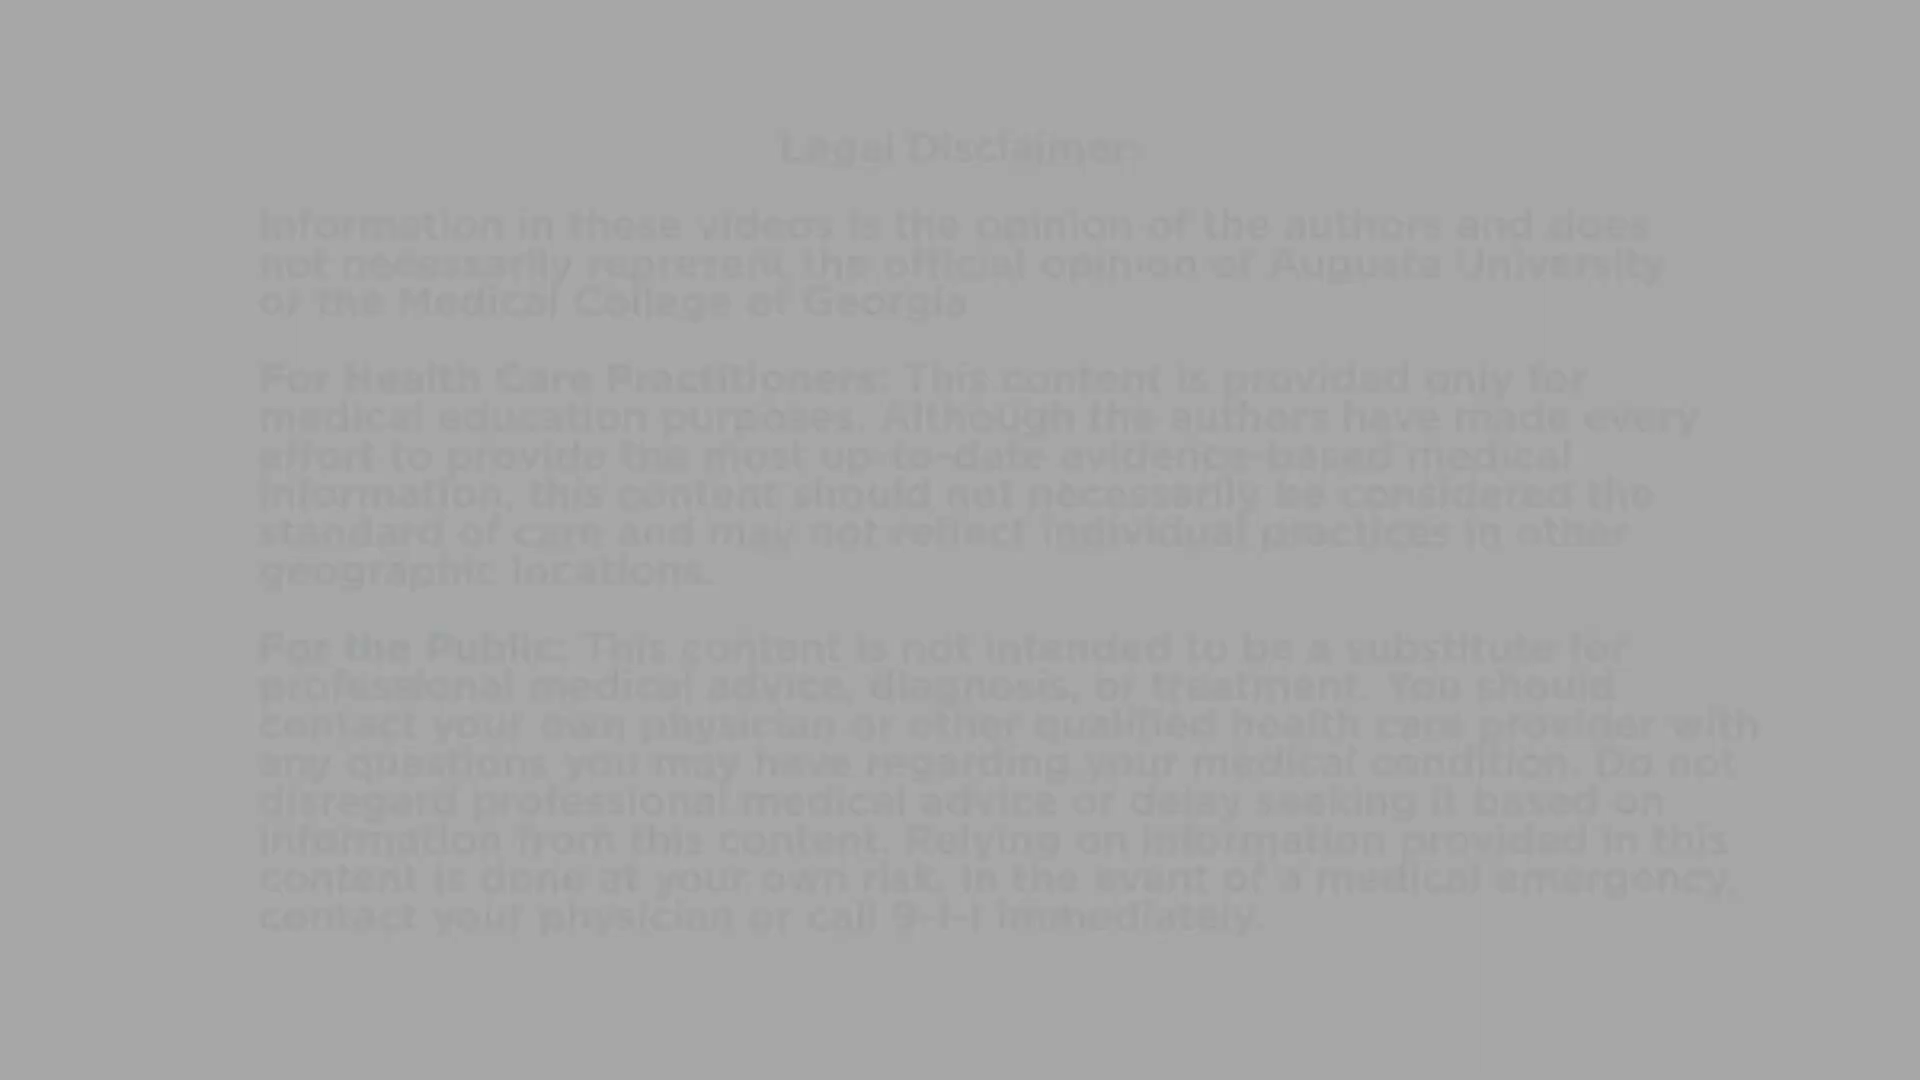 Legal Disclaimer:
Information in these videos is the opinion of the authors and does
not necessarily represent the official opinion of Augusta University
or the Medical College of Georgia
For Health Care Practitioners: This content is provided only for
medical education purposes. Although the authors have made every
effort to provide the most up-to-date evidence-based medical
information, this content should not necessarily be considered the
standard of care and may not reflect individual practices in other
geographic locations.
For the Public: This content is not intended to be a substitute for
professional medical advice, diagnosis, or treatment. You should
contact your own physician or other qualified health care provider with
any questions you may have regarding your medical condition. Do not
disregard professional medical advice or delay seeking it based on
information from this content. Relying on information provided in this
content is done at your own risk. In the event of a medical emergency,
contact your physician or call 9-1-1 immediately.